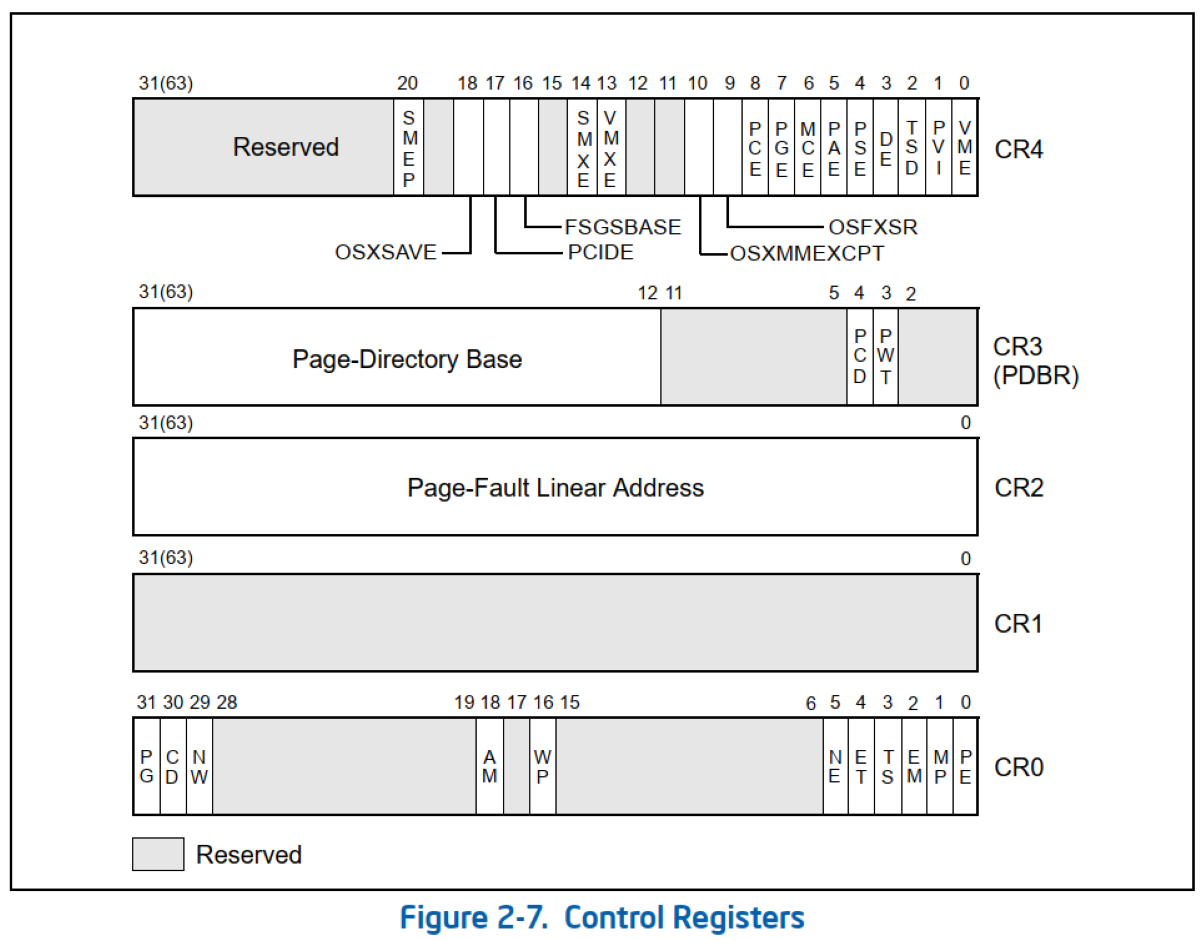 31(63) 20 18 17 16 15 14 13 12 11 10 9 8 7 6 5 4 3 2 1 0
Reserved SMEP SMXE VMXE PCE PGE MCE PAE PSE DE TSD PVI VME CR4
FSGSBASE OSFXSR
OSXSAVE PCIDE OSXMMEXCPT
31(63) 12 11 5 4 3 2
Page-Directory Base PCD PWT CR3
(PDBR)
31(63) 0
Page-Fault Linear Address CR2
31(63) 0
CR1
31 30 29 28 19 18 17 16 15 6 5 4 3 2 1 0
PG CD NW AM WP NE ET TS EM MP PE CR0
Reserved
Figure 2-7. Control Registers